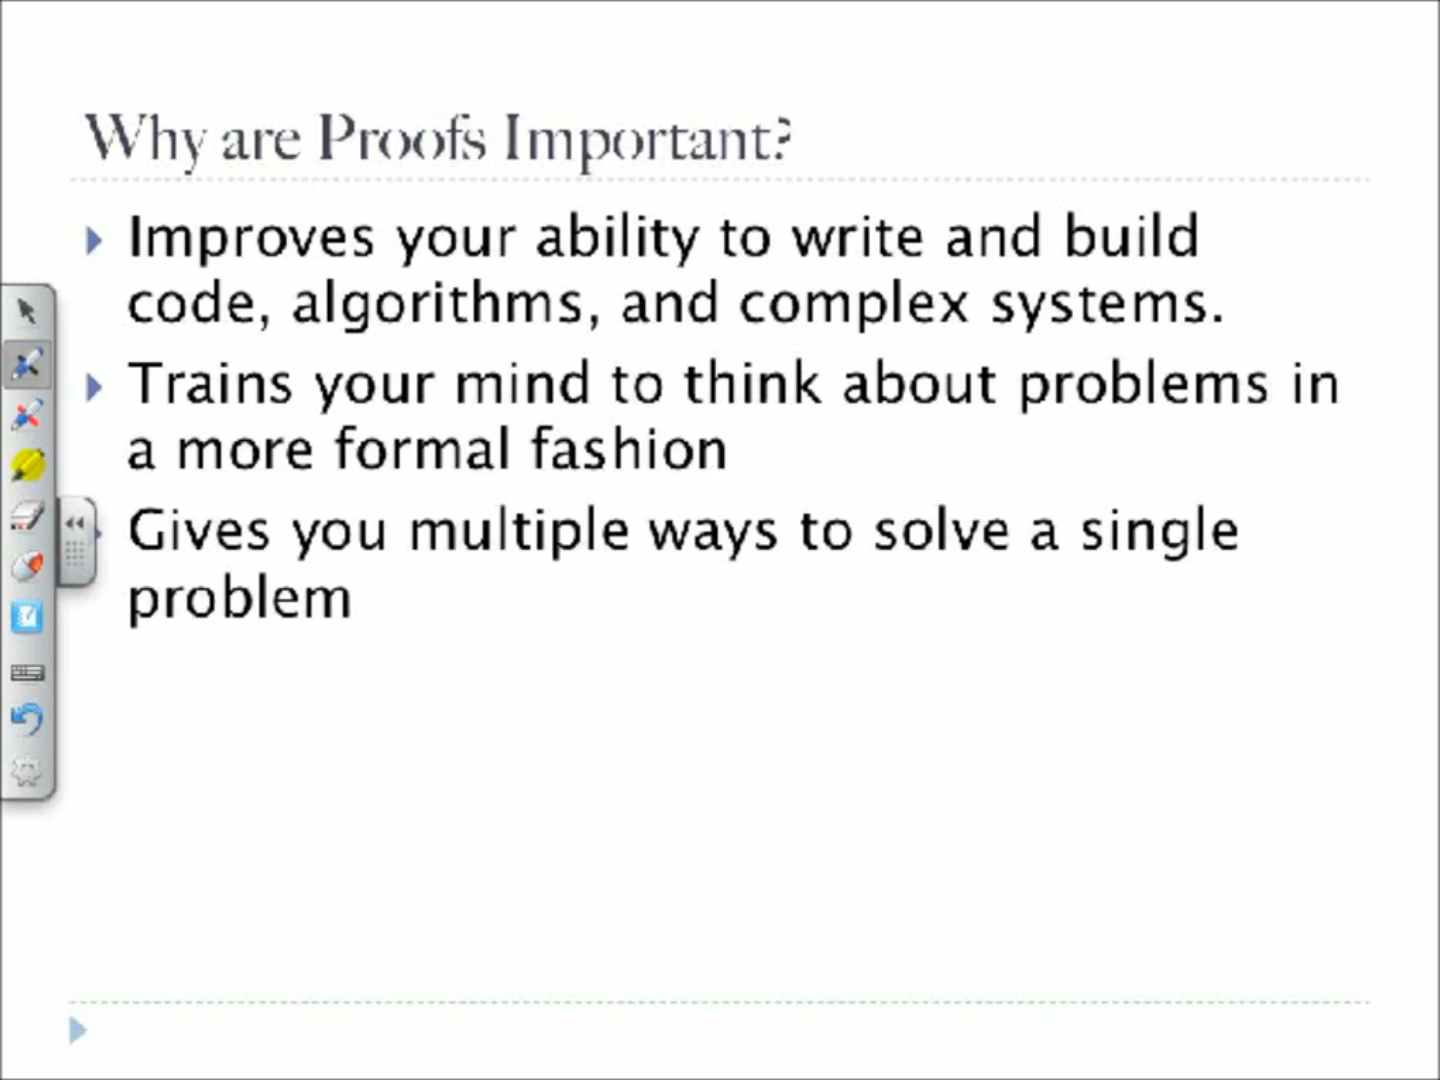 Why are Proofs Important?
Improves your ability to write and build
code, algorithms, and complex systems.
Trains your mind to think about problems in
a more formal fashion
Gives you multiple ways to solve a single
problem